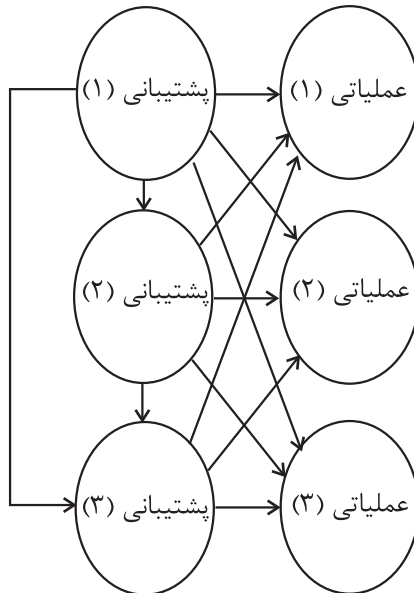 پشتیبانی (۱)
عملیاتی (۱)
پشتیبانی (۲)
عملیاتی (۲)
پشتیبانی (۳)
عملیاتی (۳)